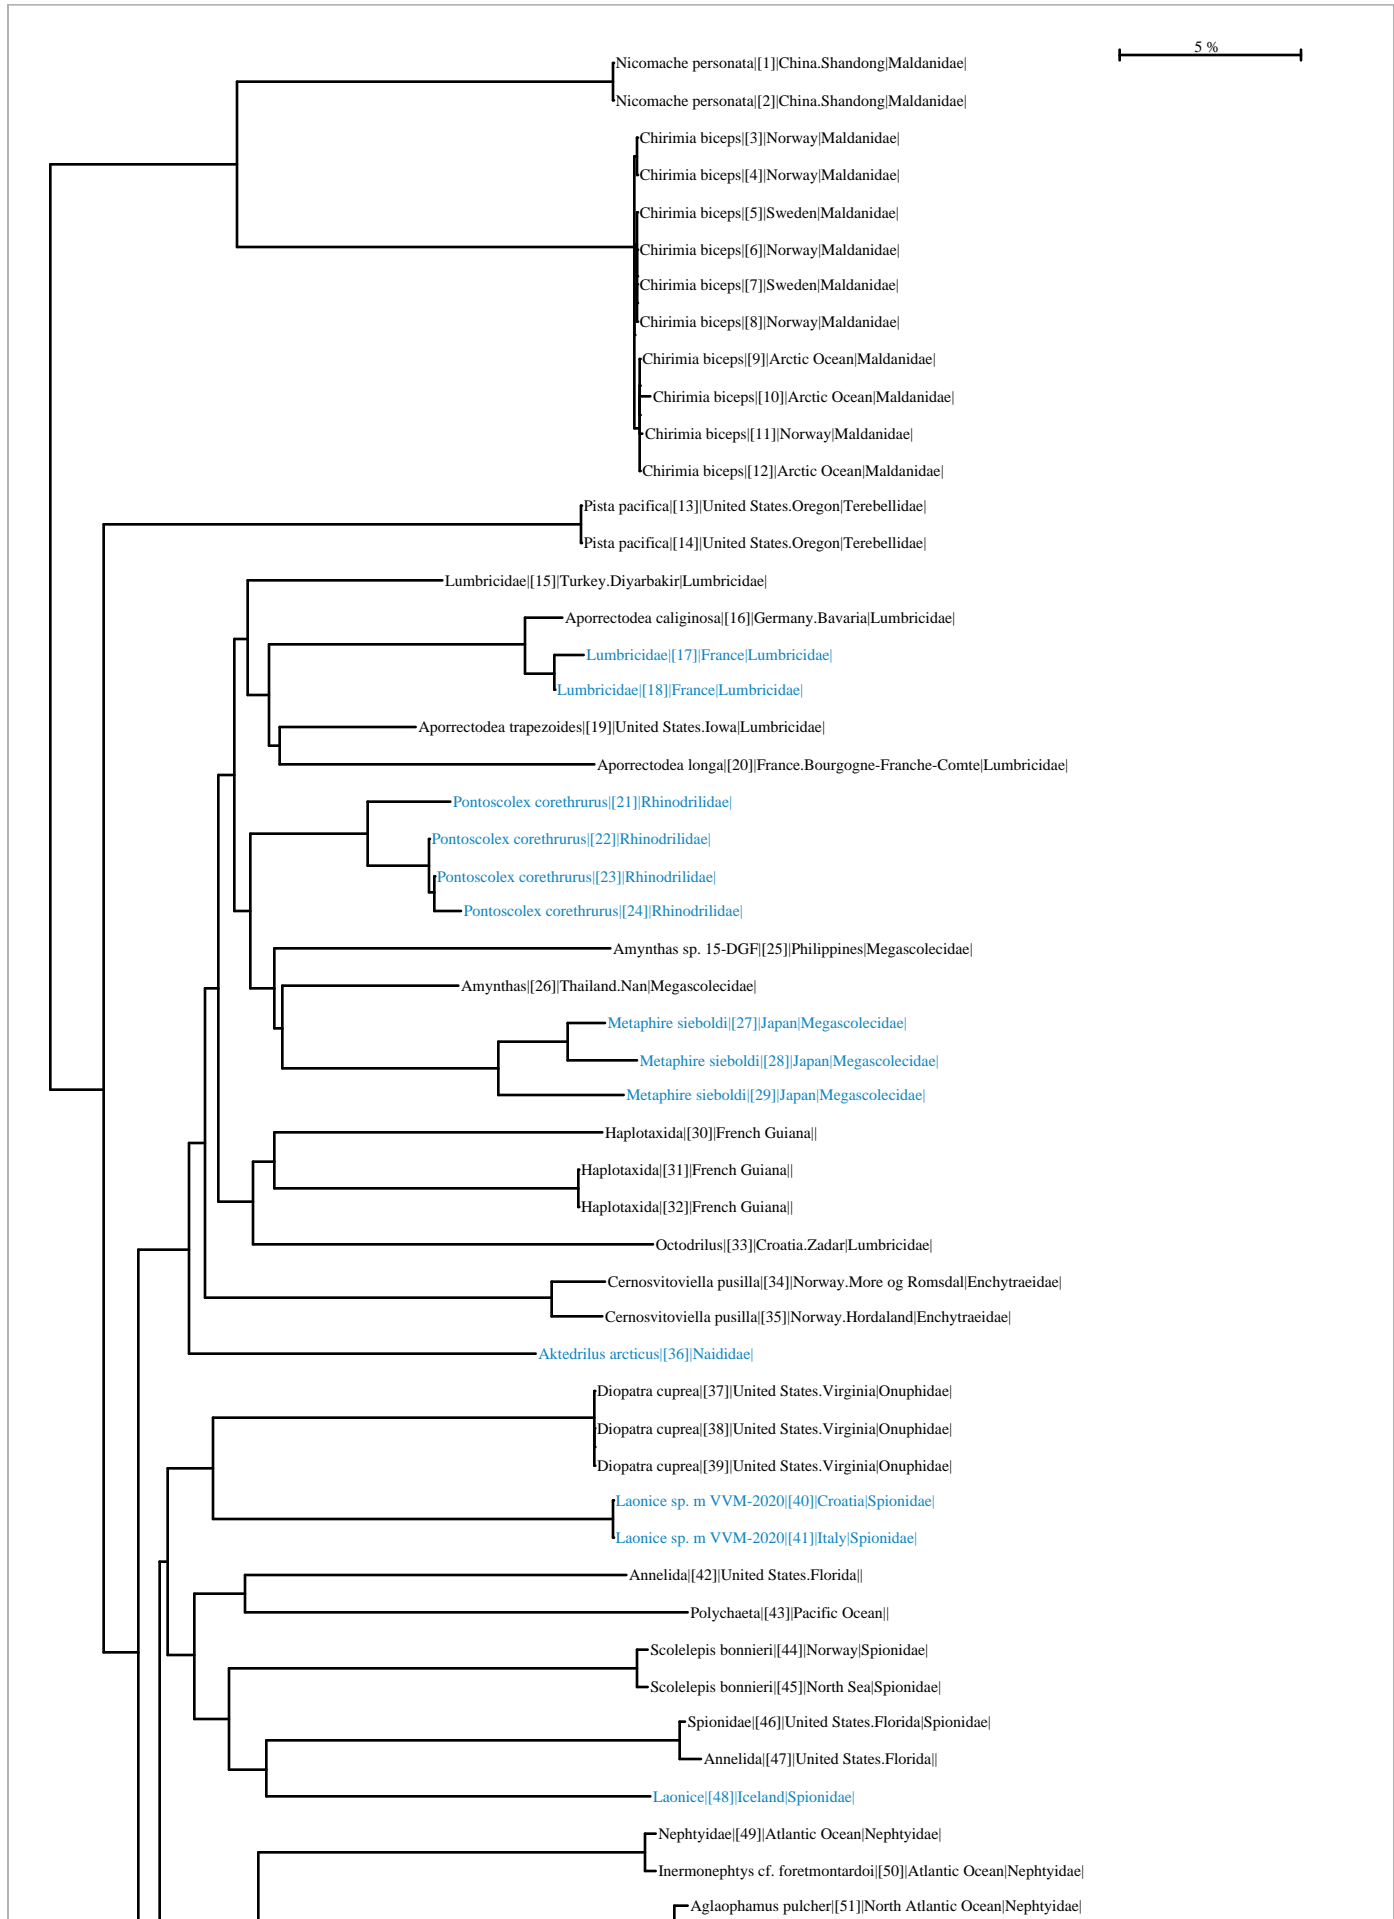 5 %
Nicomache personata|[1]|China.Shandong|Maldanidae|
Nicomache personata|[2]|China.Shandong|Maldanidae|
Chirimia biceps|[3]|Norway|Maldanidae|
Chirimia biceps|[4]|Norway|Maldanidae|
Chirimia biceps|[5]|Sweden|Maldanidae|
Chirimia biceps|[6]|Norway|Maldanidae|
Chirimia biceps|[7]|Sweden|Maldanidae|
Chirimia biceps|[8]|Norway|Maldanidae|
Chirimia biceps|[9]|Arctic Ocean|Maldanidae|
Chirimia biceps|[10]|Arctic Ocean|Maldanidae|
Chirimia biceps|[11]|Norway|Maldanidae|
Chirimia biceps|[12]|Arctic Ocean|Maldanidae|
Pista pacifica|[13]|United States.Oregon|Terebellidae|
Pista pacifica|[14]|United States.Oregon|Terebellidae|
Lumbricidae|[15]|Turkey.Diyarbakir|Lumbricidae|
Aporrectodea caliginosa|[16]|Germany.Bavaria|Lumbricidae|
Lumbricidae|[17]|France|Lumbricidae|
Lumbricidae|[18]|France|Lumbricidae|
Aporrectodea trapezoides|[19]|United States.Iowa|Lumbricidae|
Aporrectodea longa|[20]|France.Bourgogne-Franche-Comte|Lumbricidae|
Pontoscolex corethrurus|[21]|Rhinodrilidae|
Pontoscolex corethrurus|[22]|Rhinodrilidae|
Pontoscolex corethrurus|[23]|Rhinodrilidae|
Pontoscolex corethrurus|[24]|Rhinodrilidae|
Amynthas sp. 15-DGF|[25]|Philippines|Megascolecidae|
Amynthas|[26]|Thailand.Nan|Megascolecidae|
Metaphire sieboldi|[27]|Japan|Megascolecidae|
Metaphire sieboldi|[28]|Japan|Megascolecidae|
Metaphire sieboldi|[29]|Japan|Megascolecidae|
Haplotaxida|[30]|French Guiana||
Haplotaxida|[31]|French Guiana||
Haplotaxida|[32]|French Guiana||
Octodrilus|[33]|Croatia.Zadar|Lumbricidae|
Cernosvitoviella pusilla|[34]|Norway.More og Romsdal|Enchytraeidae|
Cernosvitoviella pusilla|[35]|Norway.Hordaland|Enchytraeidae|
Aktedrilus arcticus|[36]|Naididae|
Diopatra cuprea|[37]|United States.Virginia|Onuphidae|
Diopatra cuprea|[38]|United States.Virginia|Onuphidae|
Diopatra cuprea|[39]|United States.Virginia|Onuphidae|
Laonice sp. m VVM-2020|[40]|Croatia|Spionidae|
Laonice sp. m VVM-2020|[41]|Italy|Spionidae|
Annelida|[42]|United States.Florida||
Polychaeta|[43]|Pacific Ocean||
Scolelepis bonnieri|[44]|Norway|Spionidae|
Scolelepis bonnieri|[45]|North Sea|Spionidae|
Spionidae|[46]|United States.Florida|Spionidae|
Annelida|[47]|United States.Florida||
Laonice|[48]|Iceland|Spionidae|
Nephtyidae|[49]|Atlantic Ocean|Nephtyidae|
Inermonephtys cf. foretmontardoi|[50]|Atlantic Ocean|Nephtyidae|
Aglaophamus pulcher|[51]|North Atlantic Ocean|Nephtyidae|